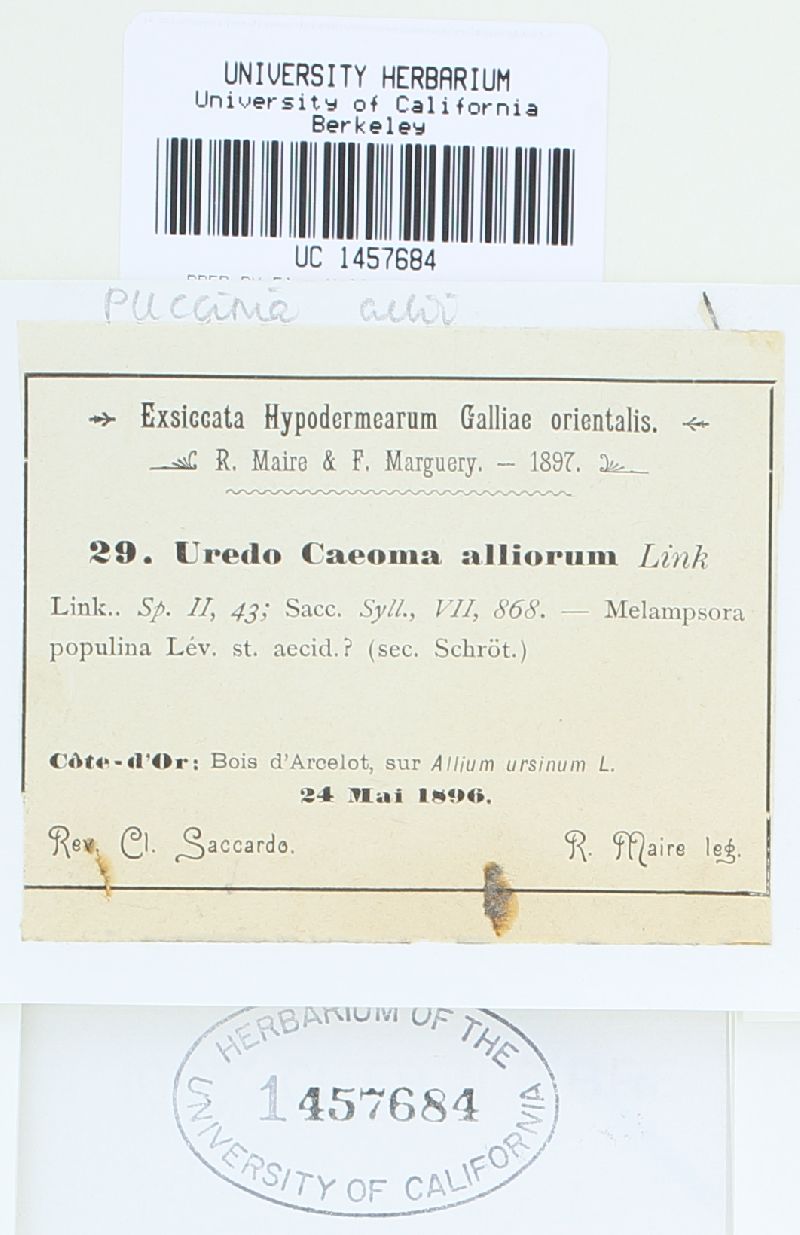 UNIVERSITY HERBARIUM
University of California
Berkeley
UC 1457684
Puccinia allii
Exsiccata Hypodermearum Galliae orientalis.
R. Maire & F. Marguery. — 1897.
29. Uredo Caeoma alliorum Link
Link.. Sp. II, 43; Sacc. Syll., VII, 868. — Melampsora
populina Lév. st. aecid.? (sec. Schröt.)
Côte-d'Or: Bois d'Arcelot, sur Allium ursinum L.
24 Mai 1896.
Rev. Cl. Saccardo.
R. Maire leg.
HERBARIUM OF THE
1457684
UNIVERSITY OF CALIFORNIA